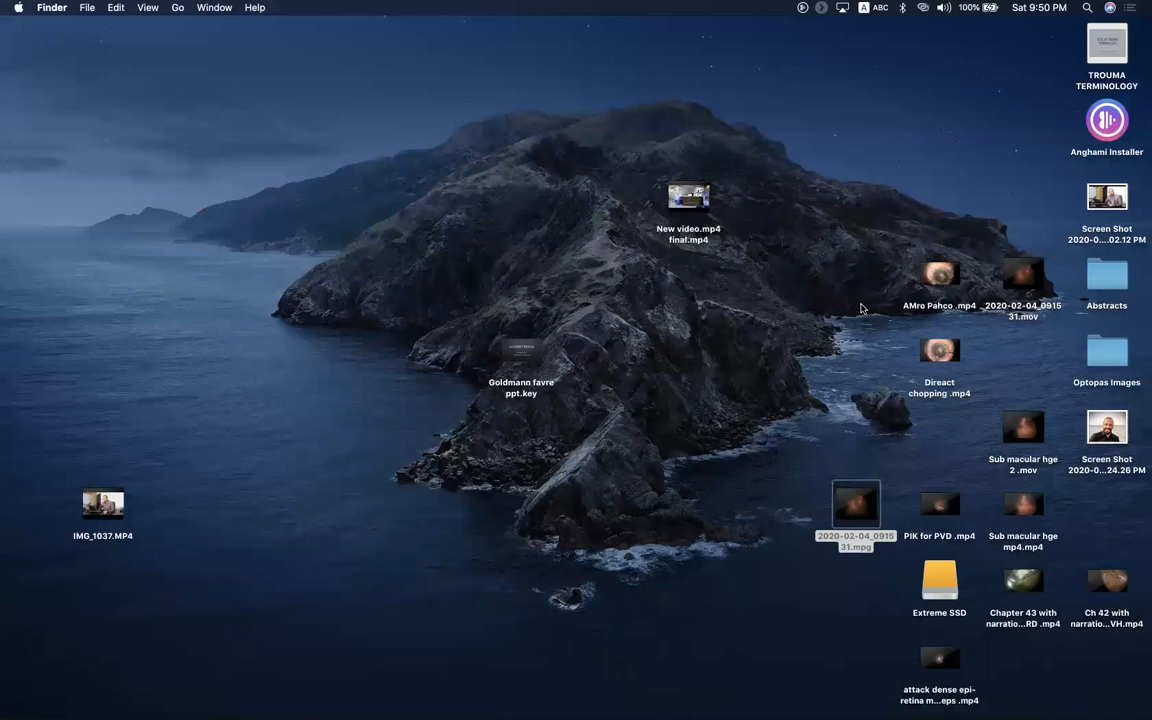 Finder File Edit View Go Window Help A ABC 100% Sat 9:50 PM
TROUMA
TERMINOLOGY
Anghami Installer
New video.mp4
final.mp4
Screen Shot
2020-0....02.12 PM
AMro Pahco .mp4
2020-02-04_0915
31.mov
Abstracts
Goldmann favre
ppt.key
Direact
chopping .mp4
Optopas Images
Sub macular hge
2 .mov
Screen Shot
2020-0...24.26 PM
IMG_1037.MP4
2020-02-04_0915
31.mpg
PIK for PVD .mp4
Sub macular hge
mp4.mp4
Extreme SSD
Chapter 43 with
narratio...RD .mp4
Ch 42 with
narratio...VH.mp4
attack dense epi-
retina m...eps .mp4